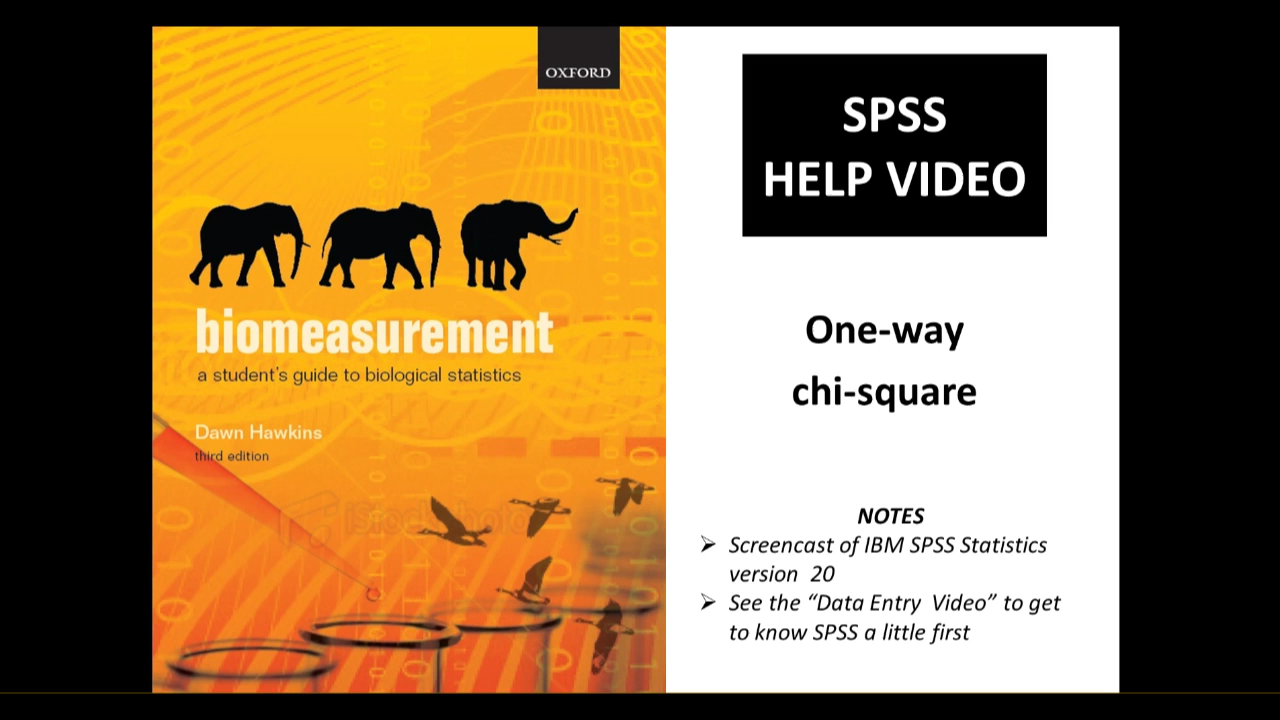 OXFORD
biomeasurement
a student's guide to biological statistics
Dawn Hawkins
third edition
iStockphoto
SPSS
HELP VIDEO
One-way
chi-square
NOTES
➢ Screencast of IBM SPSS Statistics
version 20
➢ See the “Data Entry Video” to get
to know SPSS a little first